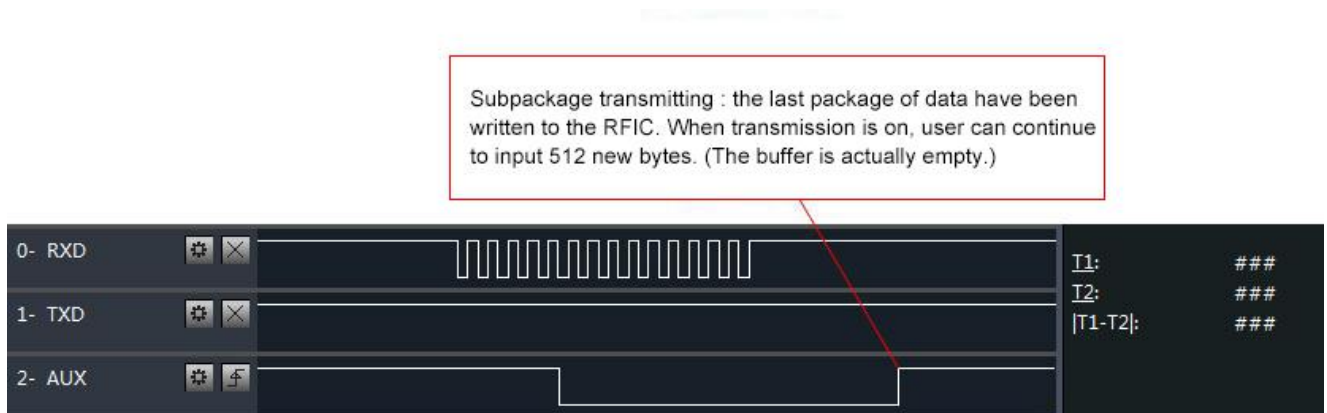 Subpackage transmitting : the last package of data have been
written to the RFIC. When transmission is on, user can continue
to input 512 new bytes. (The buffer is actually empty.)
0- RXD
T1: ###
1- TXD
T2: ###
|T1-T2|: ###
2- AUX